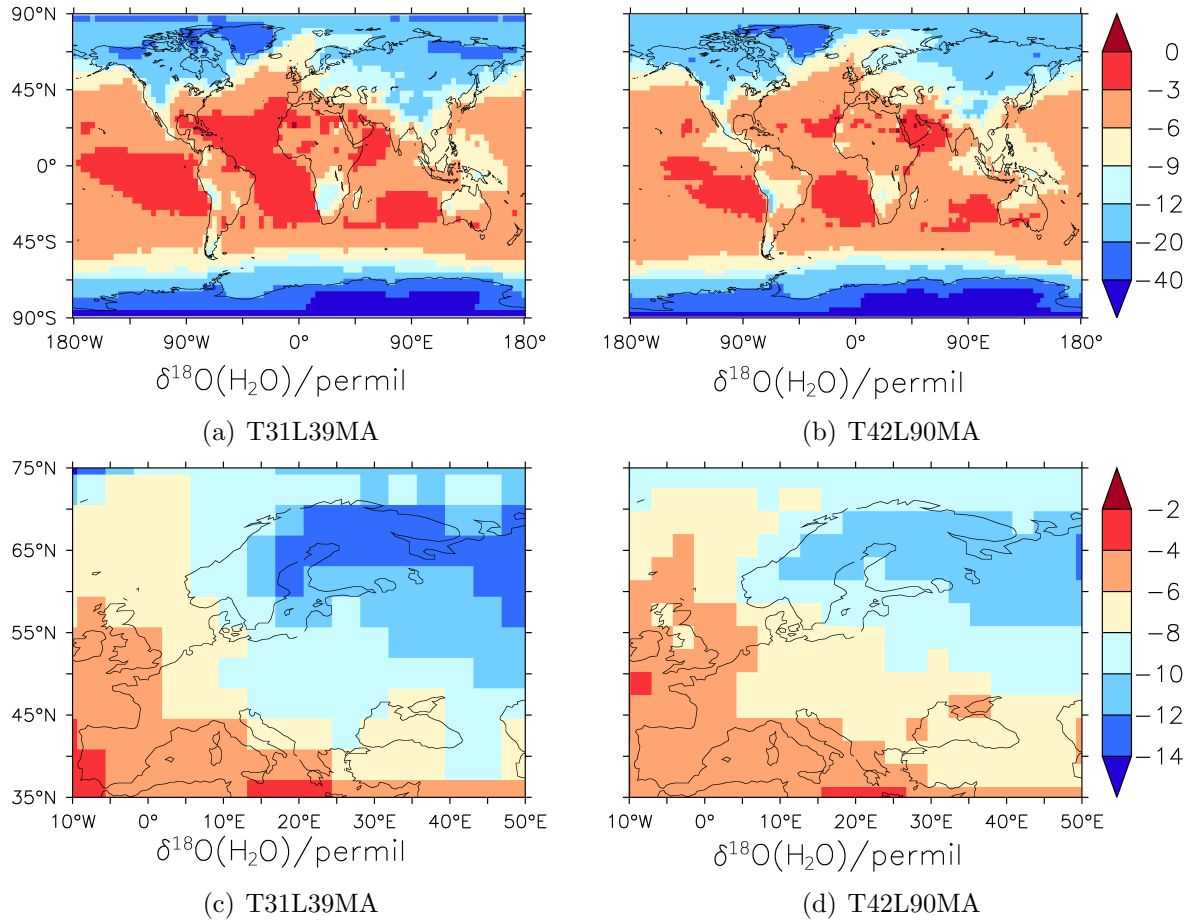 90°N
45°N
0°
45°S
90°S
180°W 90°W 0° 90°E 180°
δ¹⁸O(H₂O)/permil
(a) T31L39MA
90°N
45°N
0°
45°S
90°S
180°W 90°W 0° 90°E 180°
δ¹⁸O(H₂O)/permil
(b) T42L90MA
0
−3
−6
−9
−12
−20
−40
75°N
65°N
55°N
45°N
35°N
10°W 0° 10°E 20°E 30°E 40°E 50°E
δ¹⁸O(H₂O)/permil
(c) T31L39MA
75°N
65°N
55°N
45°N
35°N
10°W 0° 10°E 20°E 30°E 40°E 50°E
δ¹⁸O(H₂O)/permil
(d) T42L90MA
−2
−4
−6
−8
−10
−12
−14